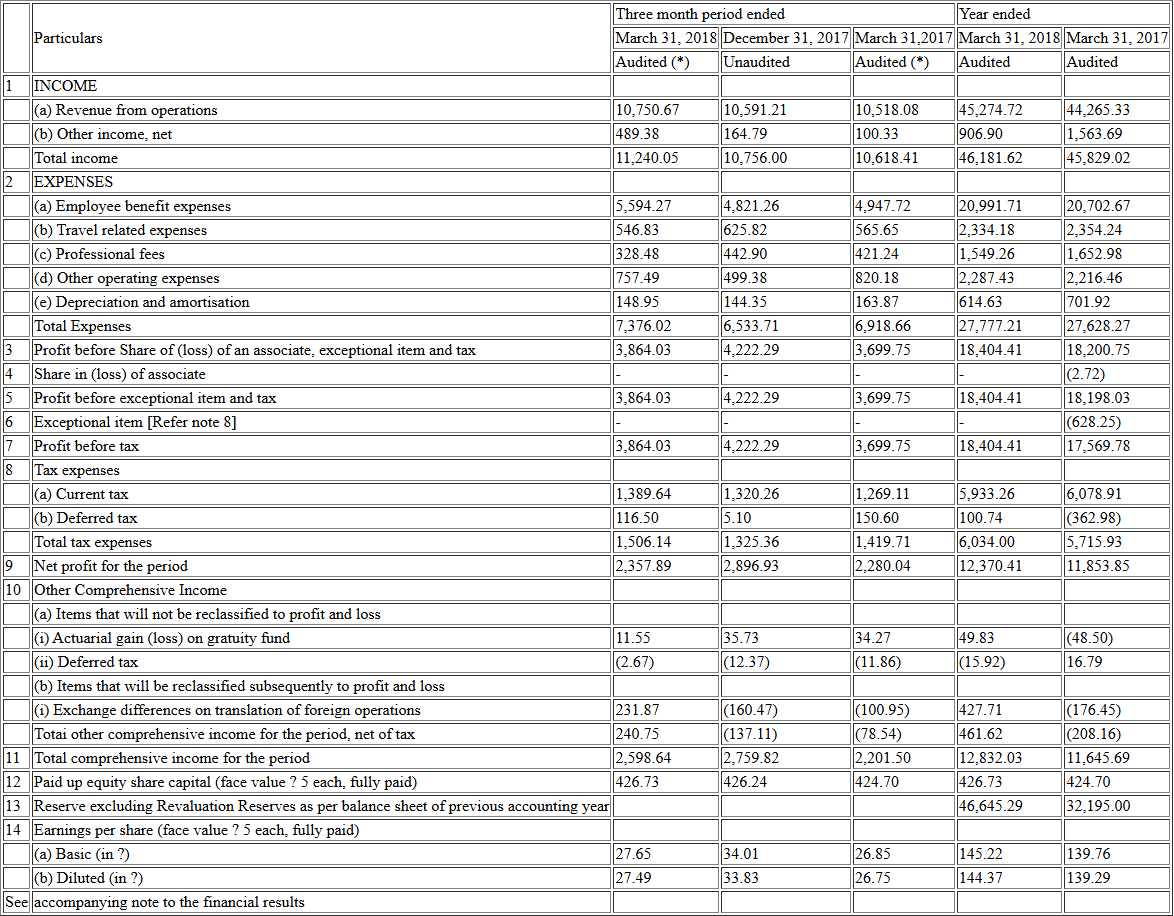 Particulars Three month period ended Year ended
March 31, 2018 December 31, 2017 March 31,2017 March 31, 2018 March 31, 2017
Audited (*) Unaudited Audited (*) Audited Audited
1 INCOME
(a) Revenue from operations 10,750.67 10,591.21 10,518.08 45,274.72 44,265.33
(b) Other income, net 489.38 164.79 100.33 906.90 1,563.69
Total income 11,240.05 10,756.00 10,618.41 46,181.62 45,829.02
2 EXPENSES
(a) Employee benefit expenses 5,594.27 4,821.26 4,947.72 20,991.71 20,702.67
(b) Travel related expenses 546.83 625.82 565.65 2,334.18 2,354.24
(c) Professional fees 328.48 442.90 421.24 1,549.26 1,652.98
(d) Other operating expenses 757.49 499.38 820.18 2,287.43 2,216.46
(e) Depreciation and amortisation 148.95 144.35 163.87 614.63 701.92
Total Expenses 7,376.02 6,533.71 6,918.66 27,777.21 27,628.27
3 Profit before Share of (loss) of an associate, exceptional item and tax 3,864.03 4,222.29 3,699.75 18,404.41 18,200.75
4 Share in (loss) of associate - - - - (2.72)
5 Profit before exceptional item and tax 3,864.03 4,222.29 3,699.75 18,404.41 18,198.03
6 Exceptional item [Refer note 8] - - - - (628.25)
7 Profit before tax 3,864.03 4,222.29 3,699.75 18,404.41 17,569.78
8 Tax expenses
(a) Current tax 1,389.64 1,320.26 1,269.11 5,933.26 6,078.91
(b) Deferred tax 116.50 5.10 150.60 100.74 (362.98)
Total tax expenses 1,506.14 1,325.36 1,419.71 6,034.00 5,715.93
9 Net profit for the period 2,357.89 2,896.93 2,280.04 12,370.41 11,853.85
10 Other Comprehensive Income
(a) Items that will not be reclassified to profit and loss
(i) Actuarial gain (loss) on gratuity fund 11.55 35.73 34.27 49.83 (48.50)
(ii) Deferred tax (2.67) (12.37) (11.86) (15.92) 16.79
(b) Items that will be reclassified subsequently to profit and loss
(i) Exchange differences on translation of foreign operations 231.87 (160.47) (100.95) 427.71 (176.45)
Totai other comprehensive income for the period, net of tax 240.75 (137.11) (78.54) 461.62 (208.16)
11 Total comprehensive income for the period 2,598.64 2,759.82 2,201.50 12,832.03 11,645.69
12 Paid up equity share capital (face value ? 5 each, fully paid) 426.73 426.24 424.70 426.73 424.70
13 Reserve excluding Revaluation Reserves as per balance sheet of previous accounting year 46,645.29 32,195.00
14 Earnings per share (face value ? 5 each, fully paid)
(a) Basic (in ?) 27.65 34.01 26.85 145.22 139.76
(b) Diluted (in ?) 27.49 33.83 26.75 144.37 139.29
See accompanying note to the financial results